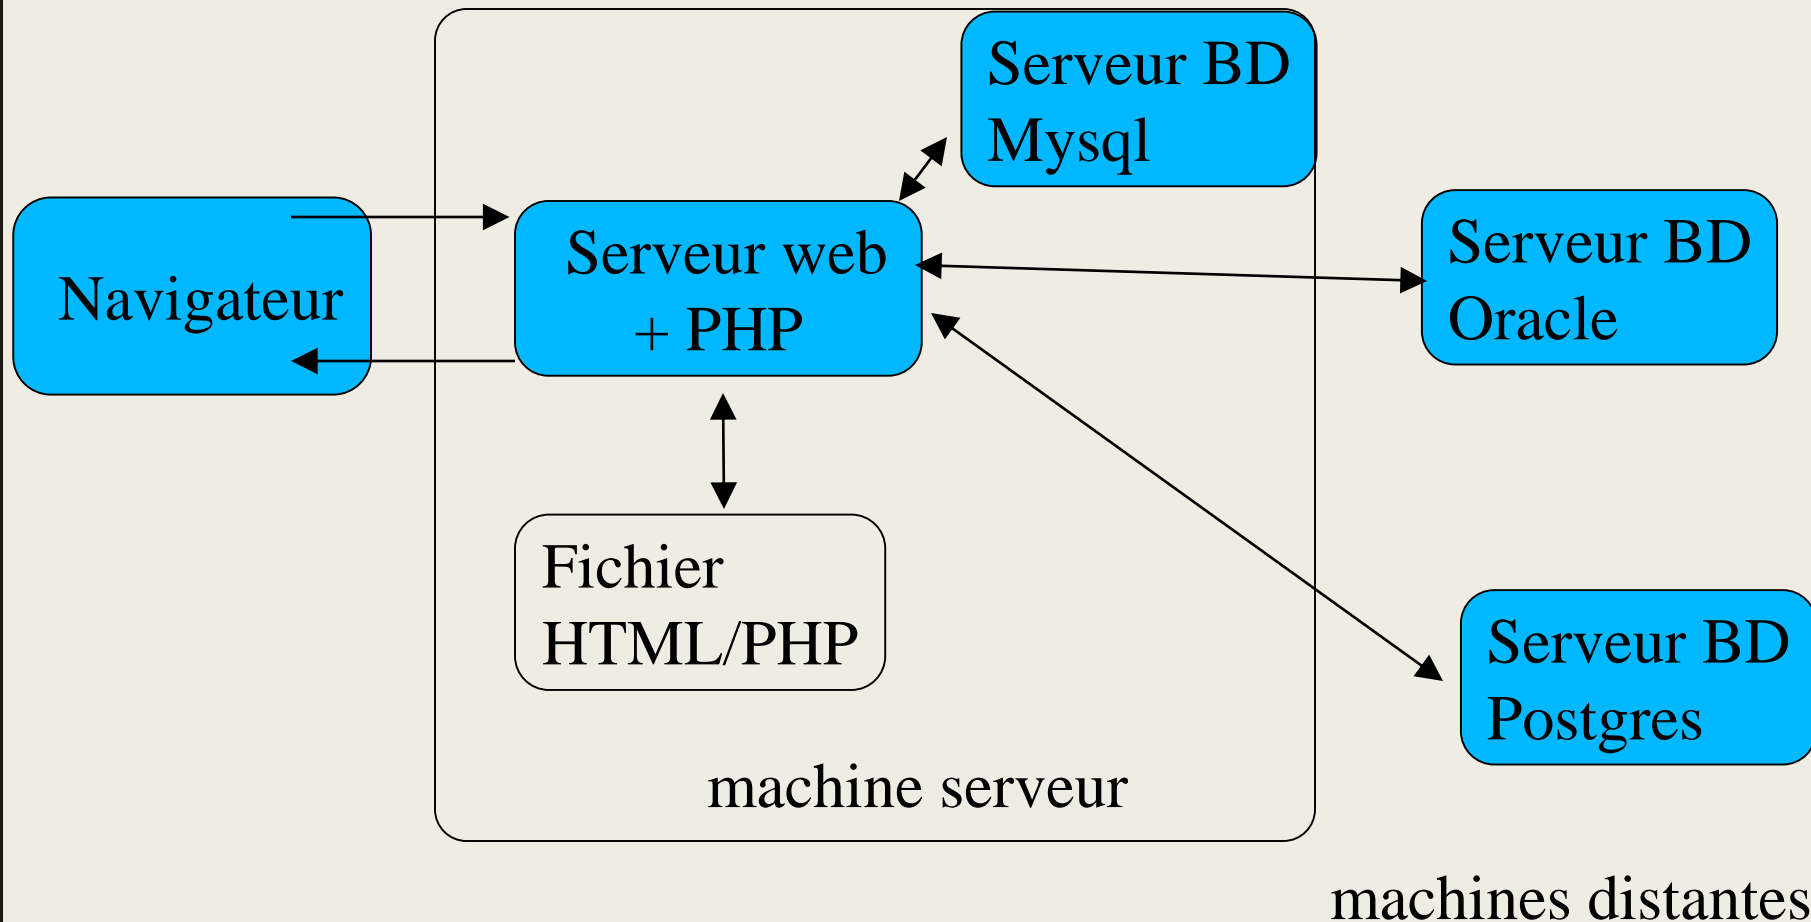 Serveur BD
Mysql
Navigateur
Serveur web
+ PHP
Serveur BD
Oracle
Fichier
HTML/PHP
Serveur BD
Postgres
machine serveur
machines distantes